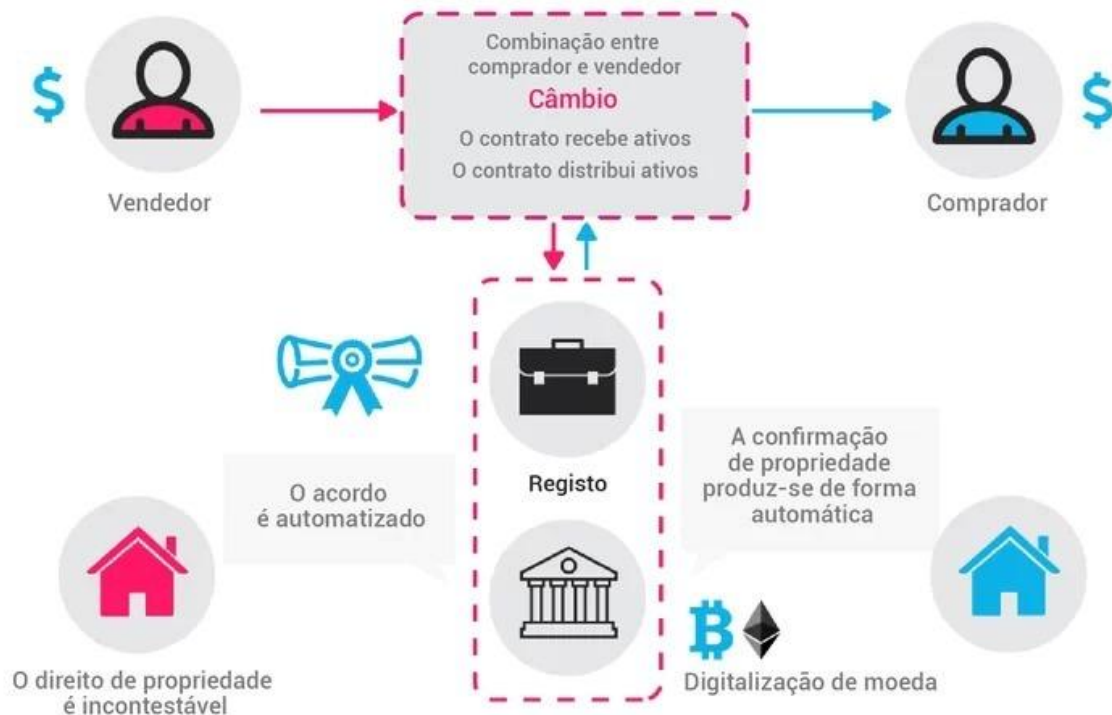 Combinação entre
comprador e vendedor
Câmbio
O contrato recebe ativos
O contrato distribui ativos
$
Vendedor
$
Comprador
O acordo
é automatizado
Registo
A confirmação
de propriedade
produz-se de forma
automática
O direito de propriedade
é incontestável
Digitalização de moeda